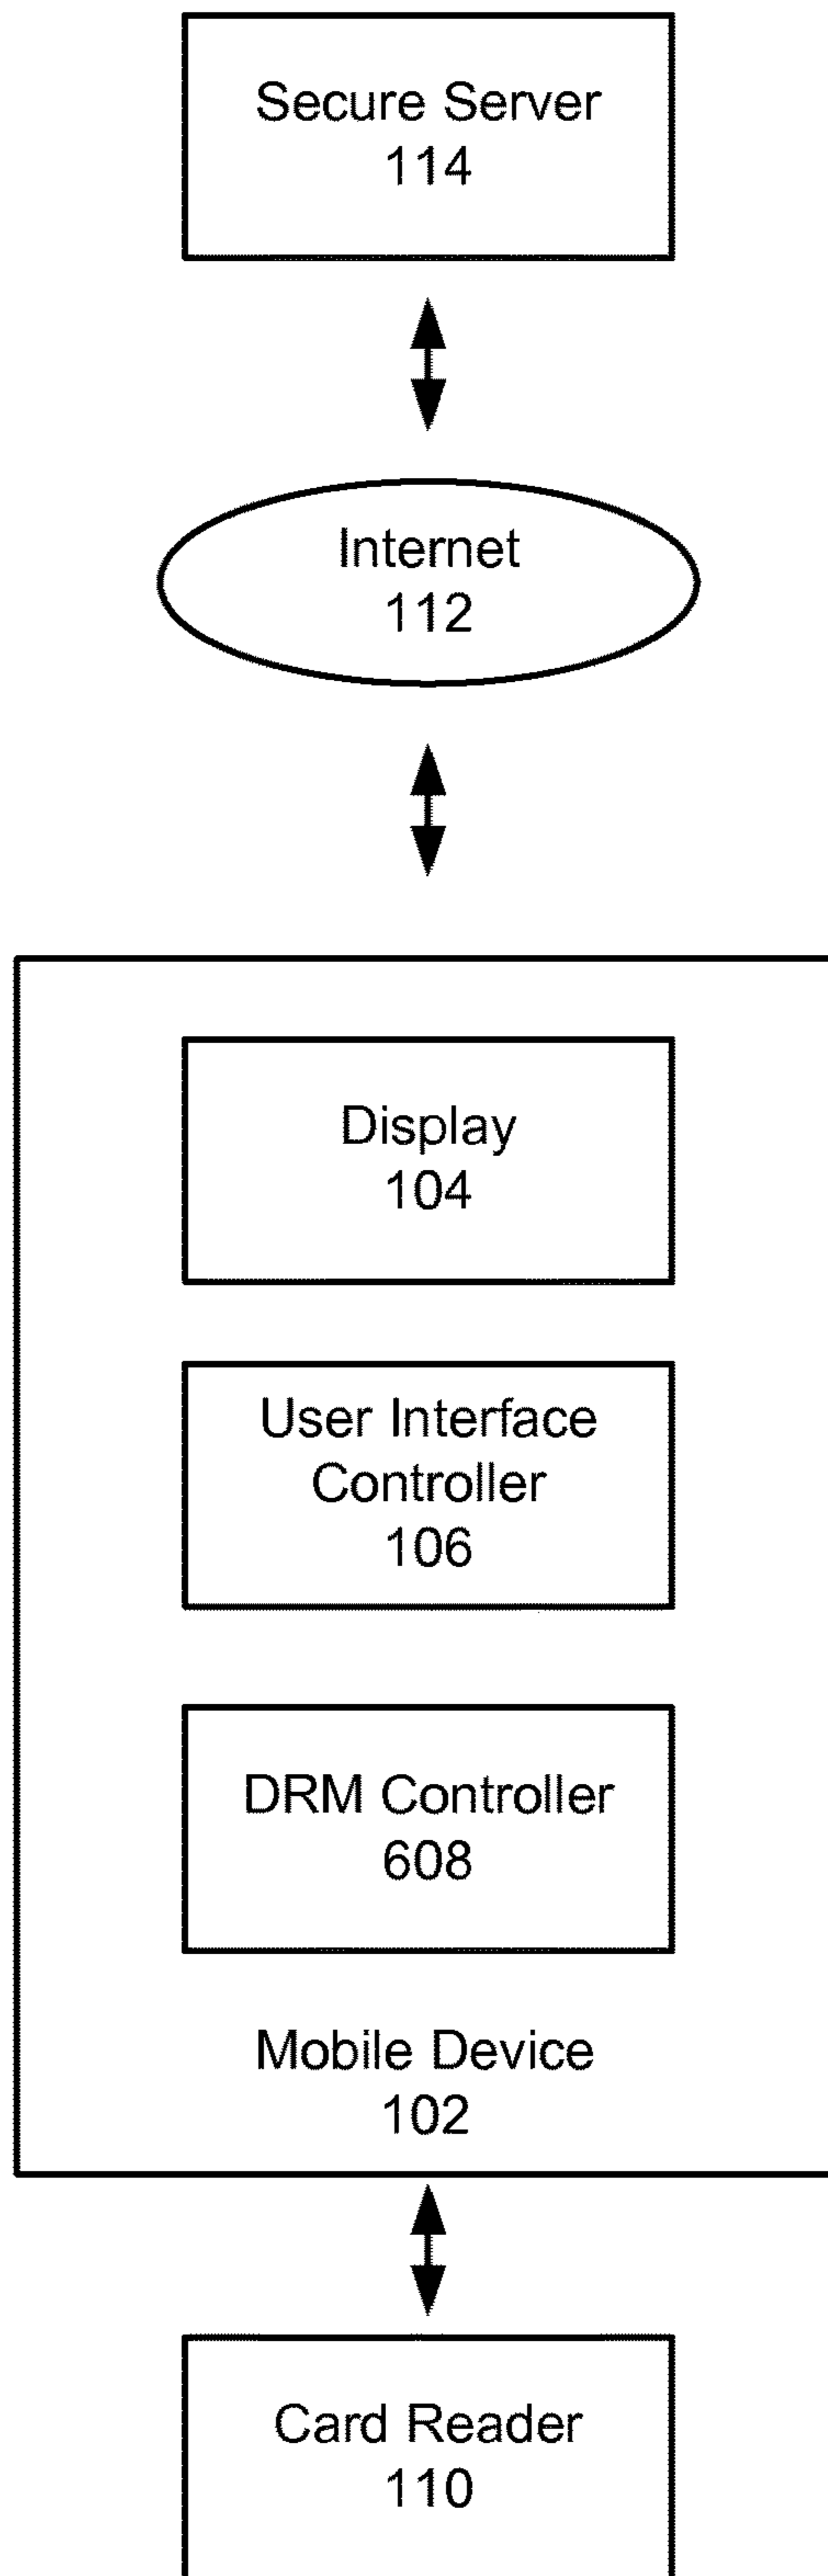 Secure Server
114
Internet
112
Display
104
User Interface
Controller
106
DRM Controller
608
Mobile Device
102
Card Reader
110